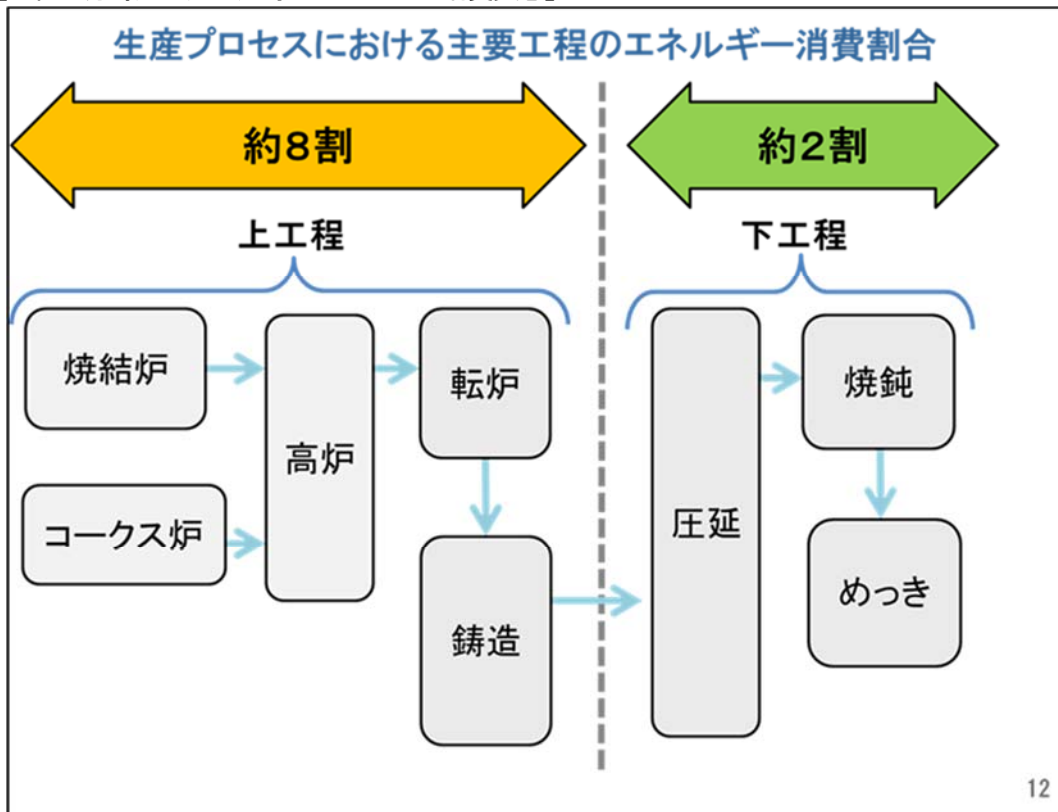 生産プロセスにおける主要工程のエネルギー消費割合
約8割
約2割
上工程
下工程
焼結炉
コークス炉
高炉
転炉
鋳造
圧延
焼鈍
めっき
12